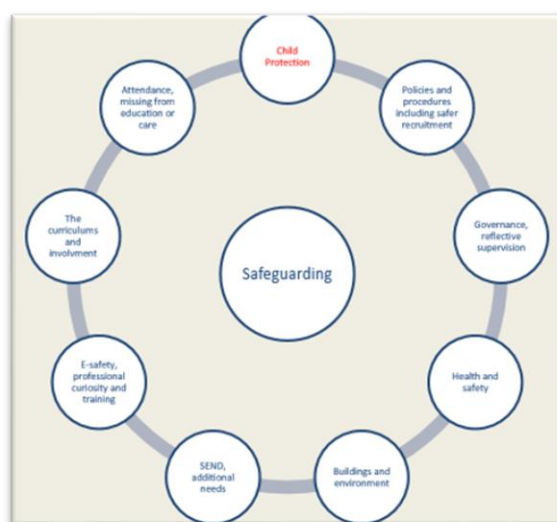 Child
Protection
Policies and
procedures
including safer
recruitment
Governance,
reflective
supervision
Health and
safety
Buildings and
environment
SEND,
additional
needs
E-safety,
professional
curiosity and
training
The
curriculums
and
involvment
Attendance,
missing from
education or
care
Safeguarding